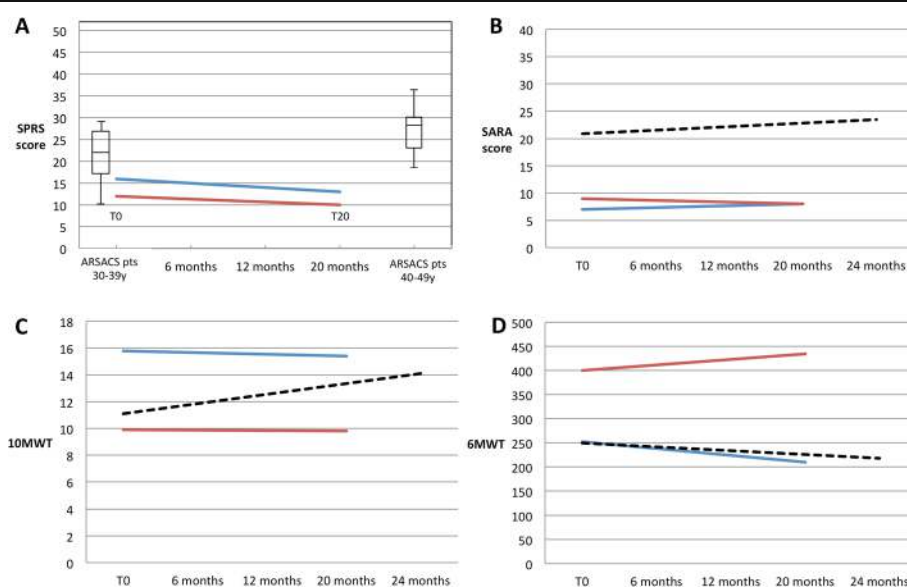 A
50
45
40
35
30
25
20
15
10
5
0
SPRS
score
T0
T20
ARSACS pts
30-39y
6 months
12 months
20 months
ARSACS pts
40-49y
B
40
35
30
25
20
15
10
5
0
SARA
score
T0
6 months
12 months
20 months
24 months
C
18
16
14
12
10
8
6
4
2
0
10MWT
T0
6 months
12 months
20 months
24 months
D
500
450
400
350
300
250
200
150
100
50
0
6MWT
T0
6 months
12 months
20 months
24 months